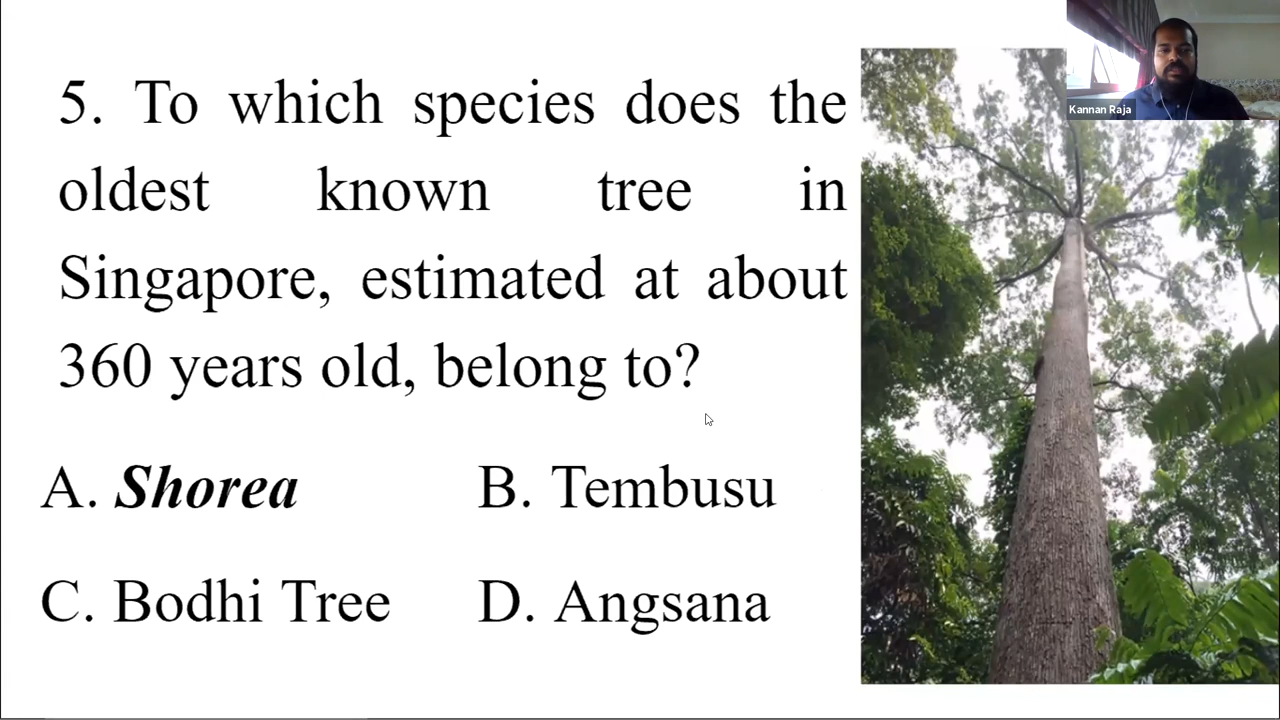 5. To which species does the
oldest known tree in
Singapore, estimated at about
360 years old, belong to?
A. Shorea B. Tembusu
C. Bodhi Tree D. Angsana
Kannan Raja